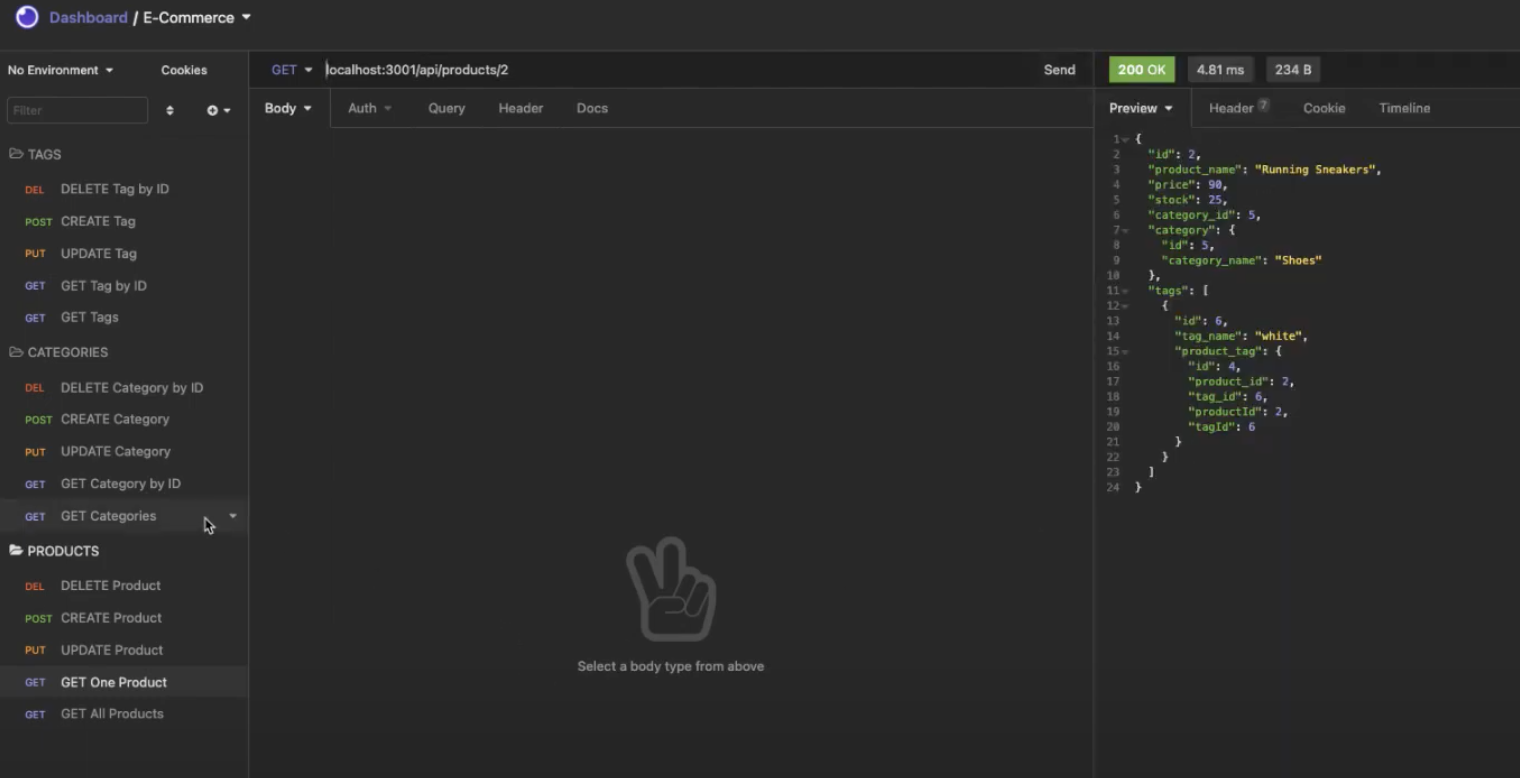 Dashboard / E-Commerce
No Environment
Cookies
GET localhost:3001/api/products/2
Send
200 OK
4.81 ms
234 B
Filter
Body
Auth
Query
Header
Docs
Preview
Header 7
Cookie
Timeline
TAGS
DEL DELETE Tag by ID
POST CREATE Tag
PUT UPDATE Tag
GET GET Tag by ID
GET GET Tags
CATEGORIES
DEL DELETE Category by ID
POST CREATE Category
PUT UPDATE Category
GET GET Category by ID
GET GET Categories
PRODUCTS
DEL DELETE Product
POST CREATE Product
PUT UPDATE Product
GET GET One Product
GET GET All Products
Select a body type from above
1 {
2 "id": 2,
3 "product_name": "Running Sneakers",
4 "price": 90,
5 "stock": 25,
6 "category_id": 5,
7 "category": {
8 "id": 5,
9 "category_name": "Shoes"
10 },
11 "tags": [
12 {
13 "id": 6,
14 "tag_name": "white",
15 "product_tag": {
16 "id": 4,
17 "product_id": 2,
18 "tag_id": 6,
19 "productId": 2,
20 "tagId": 6
21 }
22 }
23 ]
24 }